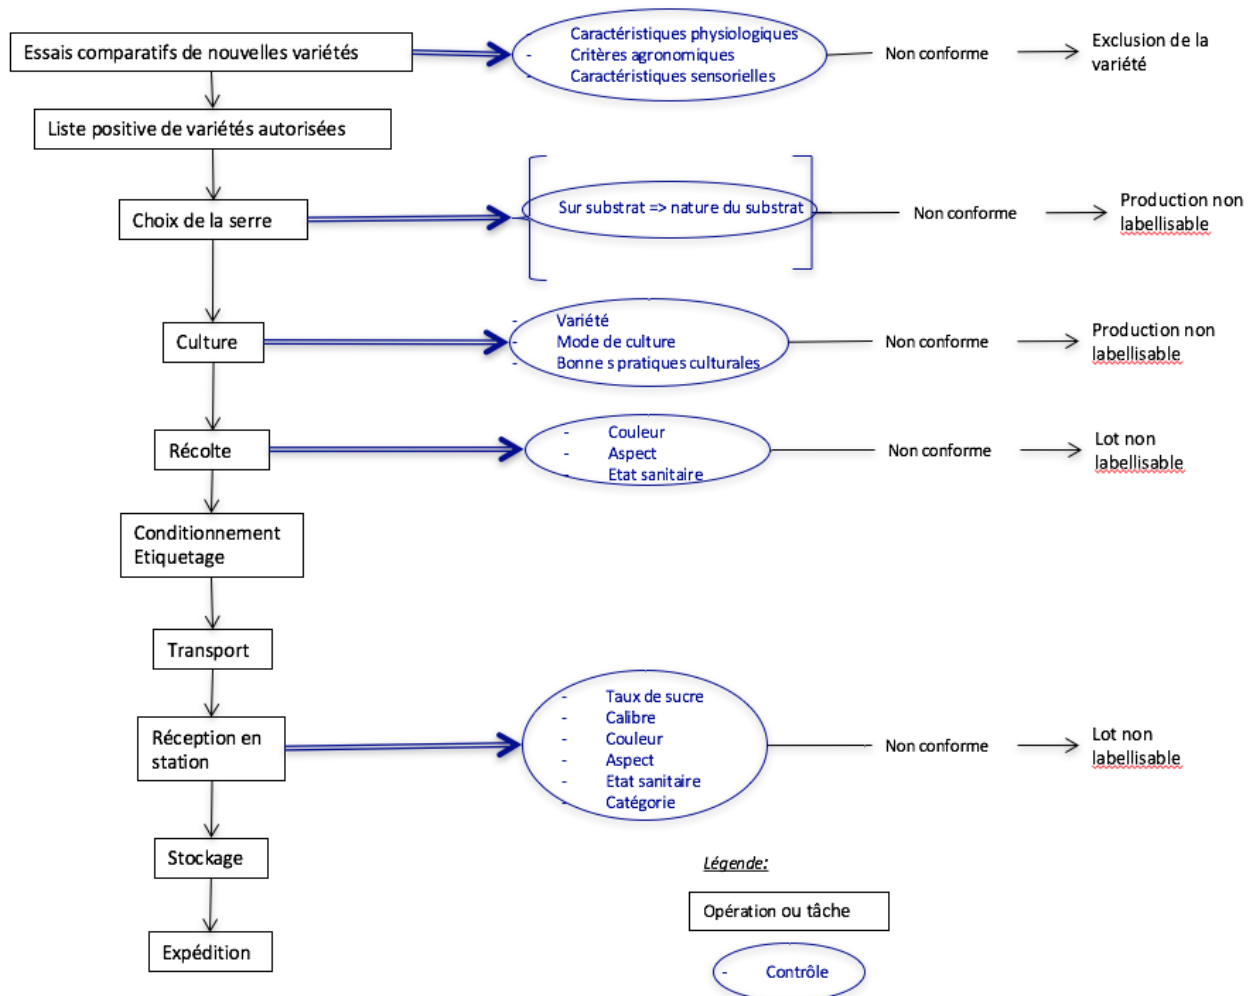 Essais comparatifs de nouvelles variétés
- Caractéristiques physiologiques
- Critères agronomiques
- Caractéristiques sensorielles
Non conforme
Exclusion de la
variété
Liste positive de variétés autorisées
Choix de la serre
Sur substrat => nature du substrat
Non conforme
Production non
labellisable
Culture
- Variété
- Mode de culture
- Bonne s pratiques culturales
Non conforme
Production non
labellisable
Récolte
- Couleur
- Aspect
- Etat sanitaire
Non conforme
Lot non
labellisable
Conditionnement
Etiquetage
Transport
Réception en
station
- Taux de sucre
- Calibre
- Couleur
- Aspect
- Etat sanitaire
- Catégorie
Non conforme
Lot non
labellisable
Stockage
Expédition
Légende:
Opération ou tâche
- Contrôle